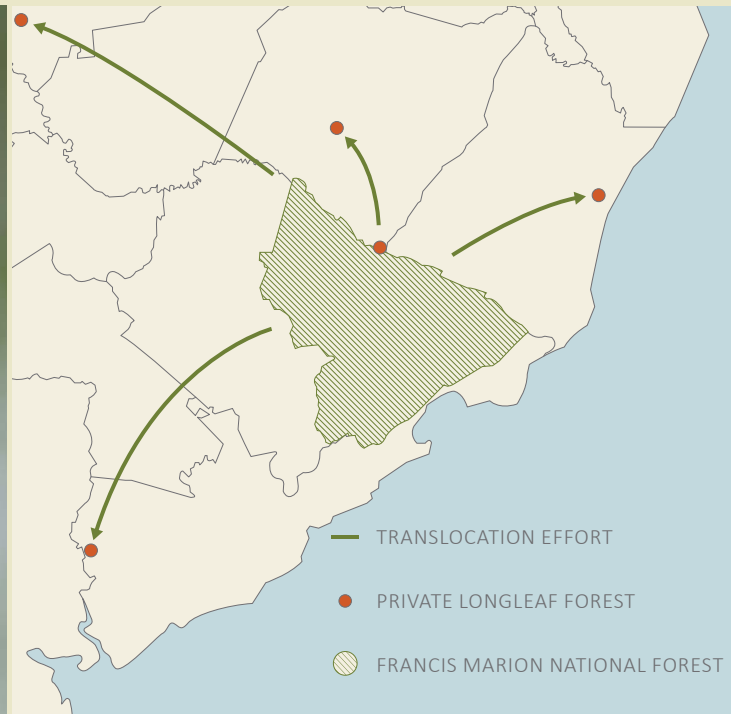 TRANSLOCATION EFFORT
PRIVATE LONGLEAF FOREST
FRANCIS MARION NATIONAL FOREST